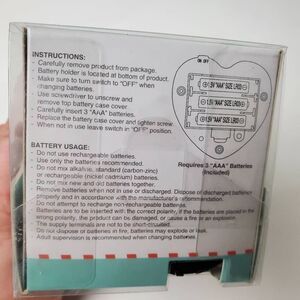 INSTRUCTIONS:
- Carefully remove product from package.
- Battery holder is located at bottom of product.
- Make sure to turn switch to "OFF" when
changing batteries.
- Use screwdriver to unscrew and
remove top battery case cover.
- Carefully insert 3 "AAA" batteries.
- Replace the battery case cover and tighten screw.
- When not in use leave switch in "OFF" position.
ON OFF
1.5V "AAA" SIZE LR03
1.5V "AAA" SIZE LR03
1.5V "AAA" SIZE LR03
Requires 3 "AAA" Batteries
(Included)
BATTERY USAGE:
- Do not use rechargeable batteries.
- Use only the batteries recommended.
- Do not mix alkaline, standard (carbon-zinc)
or rechargeable (nickel cadmium) batteries.
- Do not mix new and old batteries together.
- Remove batteries when not in use or discharged. Dispose of discharged battery
properly and in accordance with the manufacturer's recommendation.
- Do not attempt to recharge non-rechargeable batteries.
- Batteries are to be inserted with the correct polarity. If the batteries are placed in the
wrong polarity, the product can be damaged, or cause a fire or an explosion.
- The supply terminals are not to be short-circuited.
- Do not dispose of batteries in fire, batteries may explode or leak.
- Adult supervision is recommended when changing batteries.